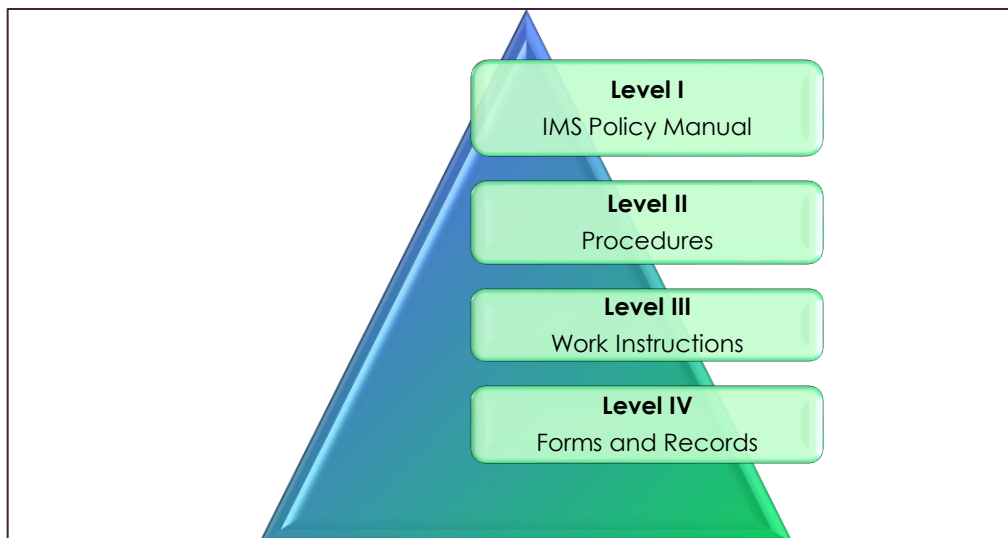 Level I
IMS Policy Manual
Level II
Procedures
Level III
Work Instructions
Level IV
Forms and Records